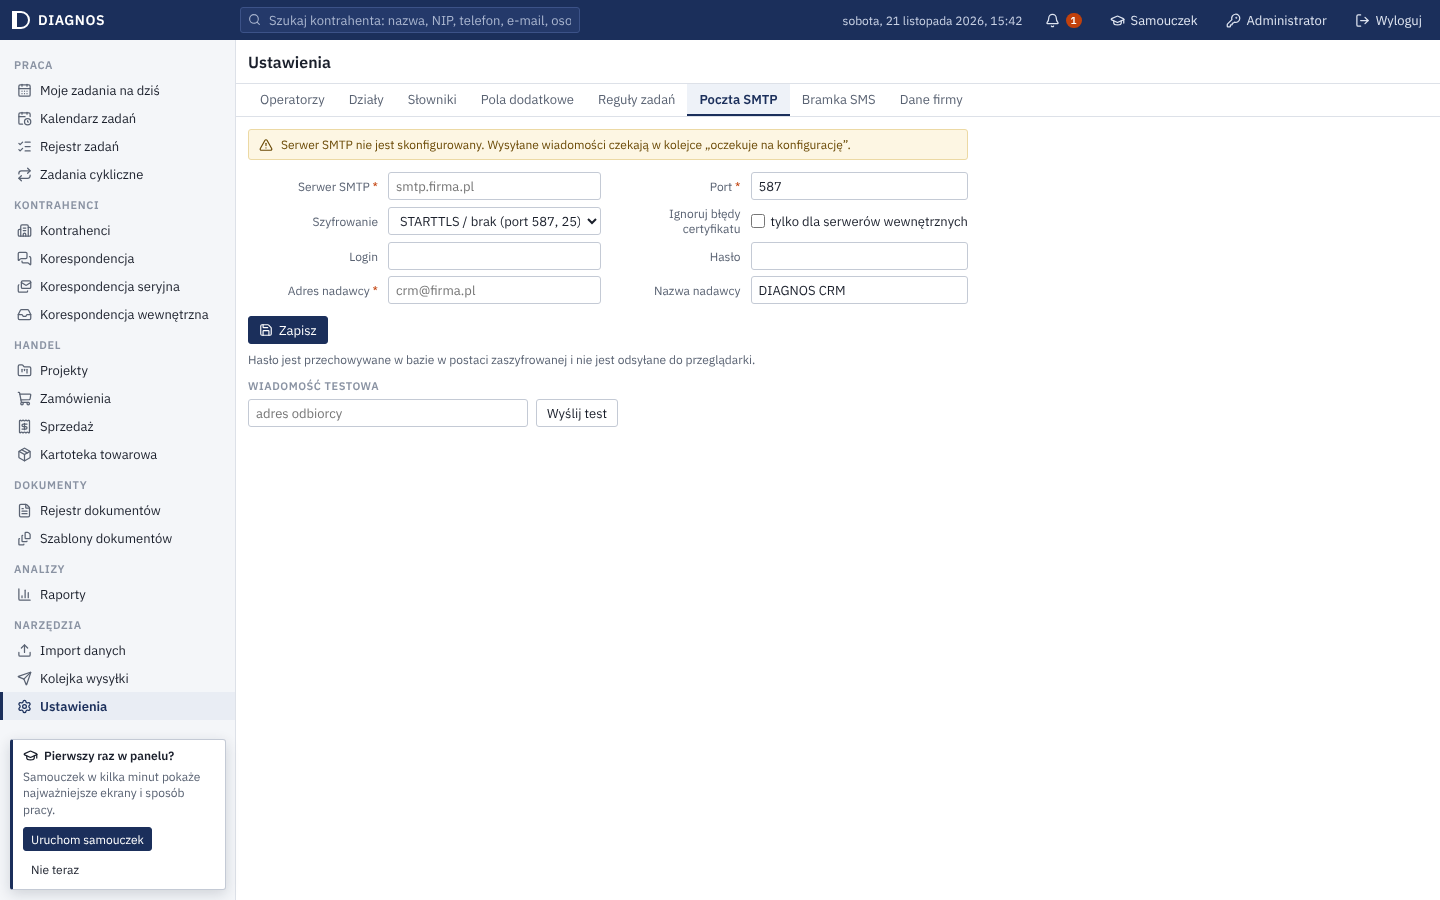 DIAGNOS
Szukaj kontrahenta: nazwa, NIP, telefon, e-mail, oso
sobota, 21 listopada 2026, 15:42
1
Samouczek
Administrator
Wyloguj
PRACA
Moje zadania na dziś
Kalendarz zadań
Rejestr zadań
Zadania cykliczne
KONTRAHENCI
Kontrahenci
Korespondencja
Korespondencja seryjna
Korespondencja wewnętrzna
HANDEL
Projekty
Zamówienia
Sprzedaż
Kartoteka towarowa
DOKUMENTY
Rejestr dokumentów
Szablony dokumentów
ANALIZY
Raporty
NARZĘDZIA
Import danych
Kolejka wysyłki
Ustawienia
Pierwszy raz w panelu?
Samouczek w kilka minut pokaże
najważniejsze ekrany i sposób
pracy.
Uruchom samouczek
Nie teraz
Ustawienia
Operatorzy
Działy
Słowniki
Pola dodatkowe
Reguły zadań
Poczta SMTP
Bramka SMS
Dane firmy
Serwer SMTP nie jest skonfigurowany. Wysyłane wiadomości czekają w kolejce „oczekuje na konfigurację”.
Serwer SMTP *
smtp.firma.pl
Port *
587
Szyfrowanie
STARTTLS / brak (port 587, 25)
Ignoruj błędy
certyfikatu
tylko dla serwerów wewnętrznych
Login
Hasło
Adres nadawcy *
crm@firma.pl
Nazwa nadawcy
DIAGNOS CRM
Zapisz
Hasło jest przechowywane w bazie w postaci zaszyfrowanej i nie jest odsyłane do przeglądarki.
WIADOMOŚĆ TESTOWA
adres odbiorcy
Wyślij test